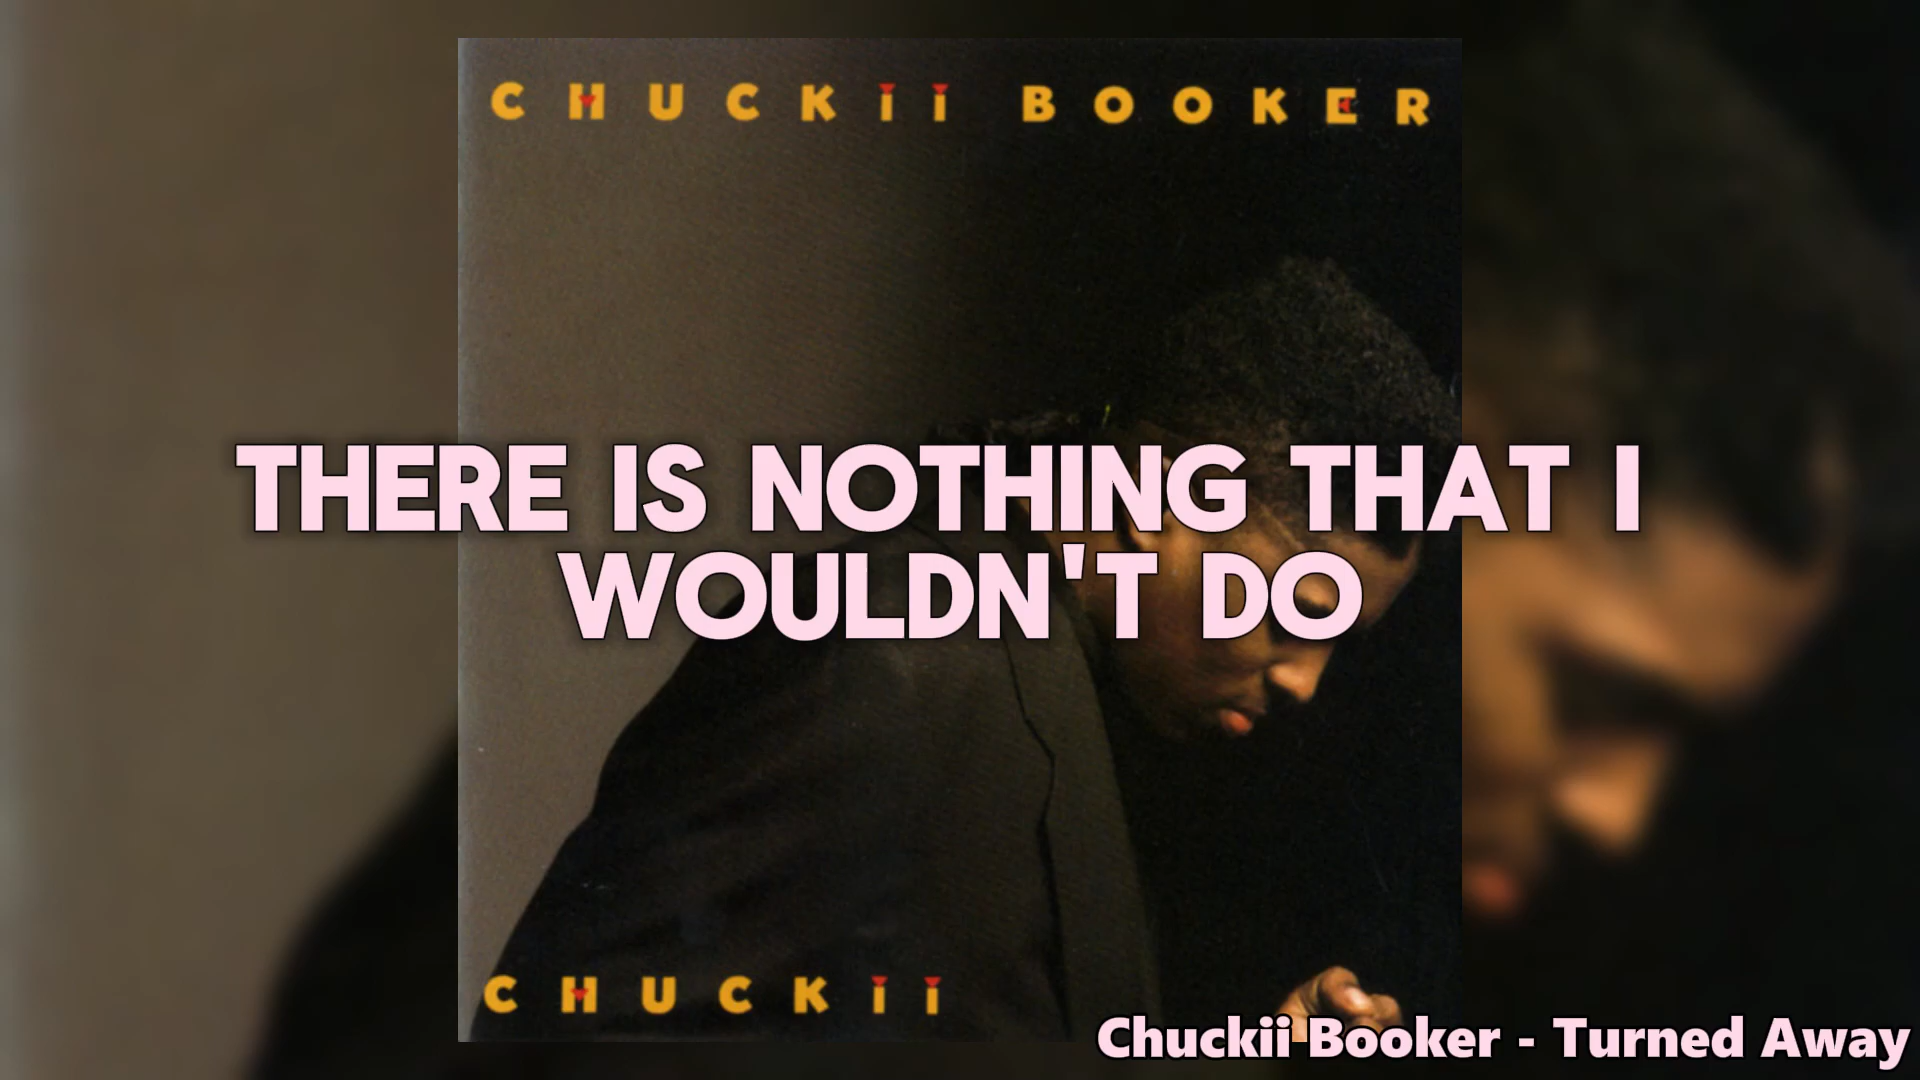 CHUCKii BOOKER
THERE IS NOTHING THAT I
WOULDN'T DO
CHUCKii
Chuckii Booker - Turned Away